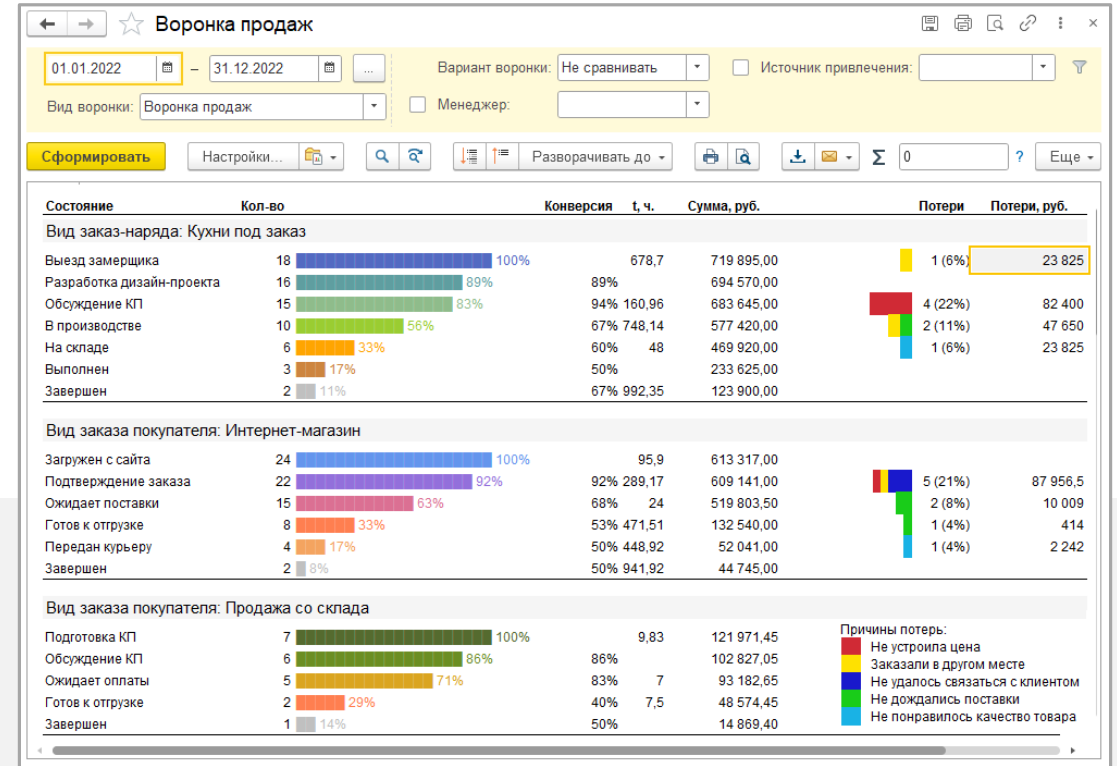 Воронка продаж
01.01.2022 – 31.12.2022 ... Вариант воронки: Не сравнивать Источник привлечения:
Вид воронки: Воронка продаж Менеджер:
Сформировать Настройки... Разворачивать до Σ 0 ? Еще
Состояние Кол-во Конверсия t, ч. Сумма, руб. Потери Потери, руб.
Вид заказ-наряда: Кухни под заказ
Выезд замерщика 18 100% 678,7 719 895,00 1 (6%) 23 825
Разработка дизайн-проекта 16 89% 89% 694 570,00
Обсуждение КП 15 83% 94% 160,96 683 645,00 4 (22%) 82 400
В производстве 10 56% 67% 748,14 577 420,00 2 (11%) 47 650
На складе 6 33% 60% 48 469 920,00 1 (6%) 23 825
Выполнен 3 17% 50% 233 625,00
Завершен 2 11% 67% 992,35 123 900,00
Вид заказа покупателя: Интернет-магазин
Загружен с сайта 24 100% 95,9 613 317,00
Подтверждение заказа 22 92% 92% 289,17 609 141,00 5 (21%) 87 956,5
Ожидает поставки 15 63% 68% 24 519 803,50 2 (8%) 10 009
Готов к отгрузке 8 33% 53% 471,51 132 540,00 1 (4%) 414
Передан курьеру 4 17% 50% 448,92 52 041,00 1 (4%) 2 242
Завершен 2 8% 50% 941,92 44 745,00
Вид заказа покупателя: Продажа со склада
Подготовка КП 7 100% 9,83 121 971,45
Обсуждение КП 6 86% 86% 102 827,05
Ожидает оплаты 5 71% 83% 7 93 182,65
Готов к отгрузке 2 29% 40% 7,5 48 574,45
Завершен 1 14% 50% 14 869,40
Причины потерь:
Не устроила цена
Заказали в другом месте
Не удалось связаться с клиентом
Не дождались поставки
Не понравилось качество товара